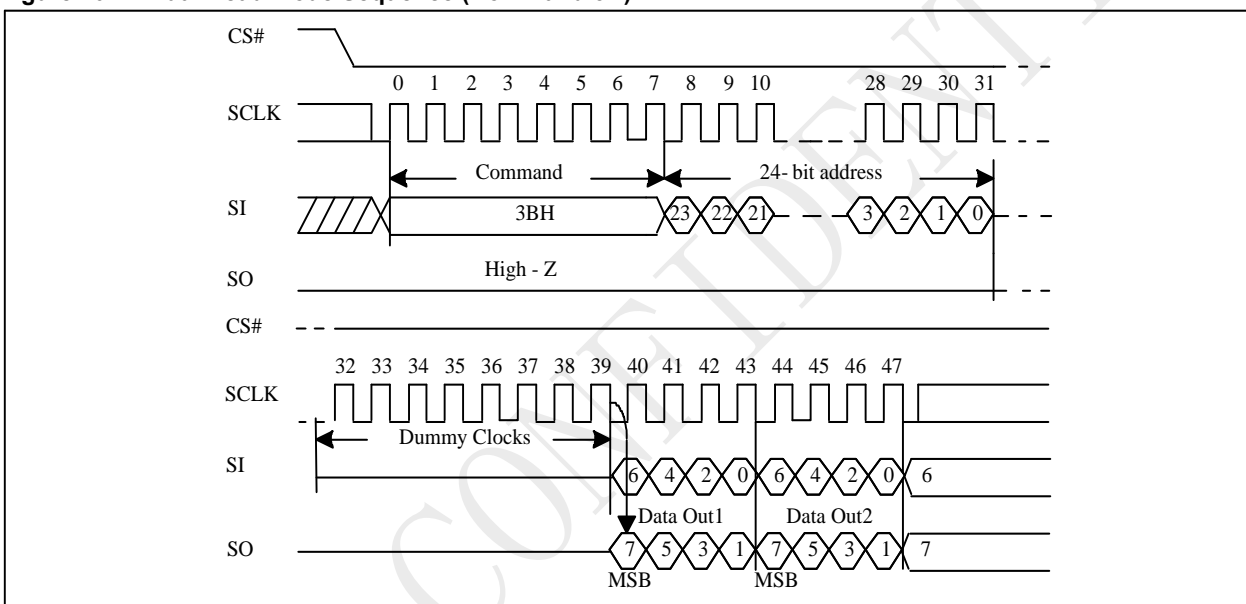 CS#
0 1 2 3 4 5 6 7 8 9 10 28 29 30 31
SCLK
Command 24- bit address
SI 3BH 23 22 21 3 2 1 0
High - Z
SO
CS#
32 33 34 35 36 37 38 39 40 41 42 43 44 45 46 47
SCLK
Dummy Clocks
SI 6 4 2 0 6 4 2 0 6
Data Out1 Data Out2
SO 7 5 3 1 7 5 3 1 7
MSB MSB
CONFIDENT